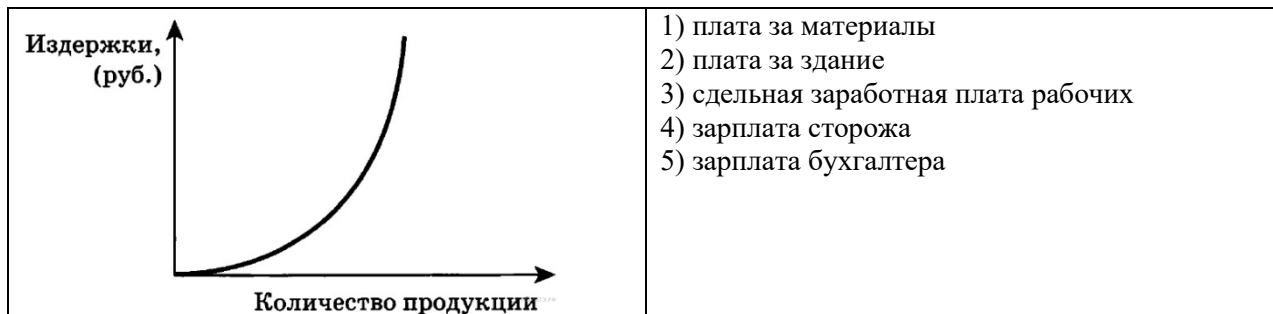 Издержки,
(руб.)
Количество продукции
1) плата за материалы
2) плата за здание
3) сдельная заработная плата рабочих
4) зарплата сторожа
5) зарплата бухгалтера